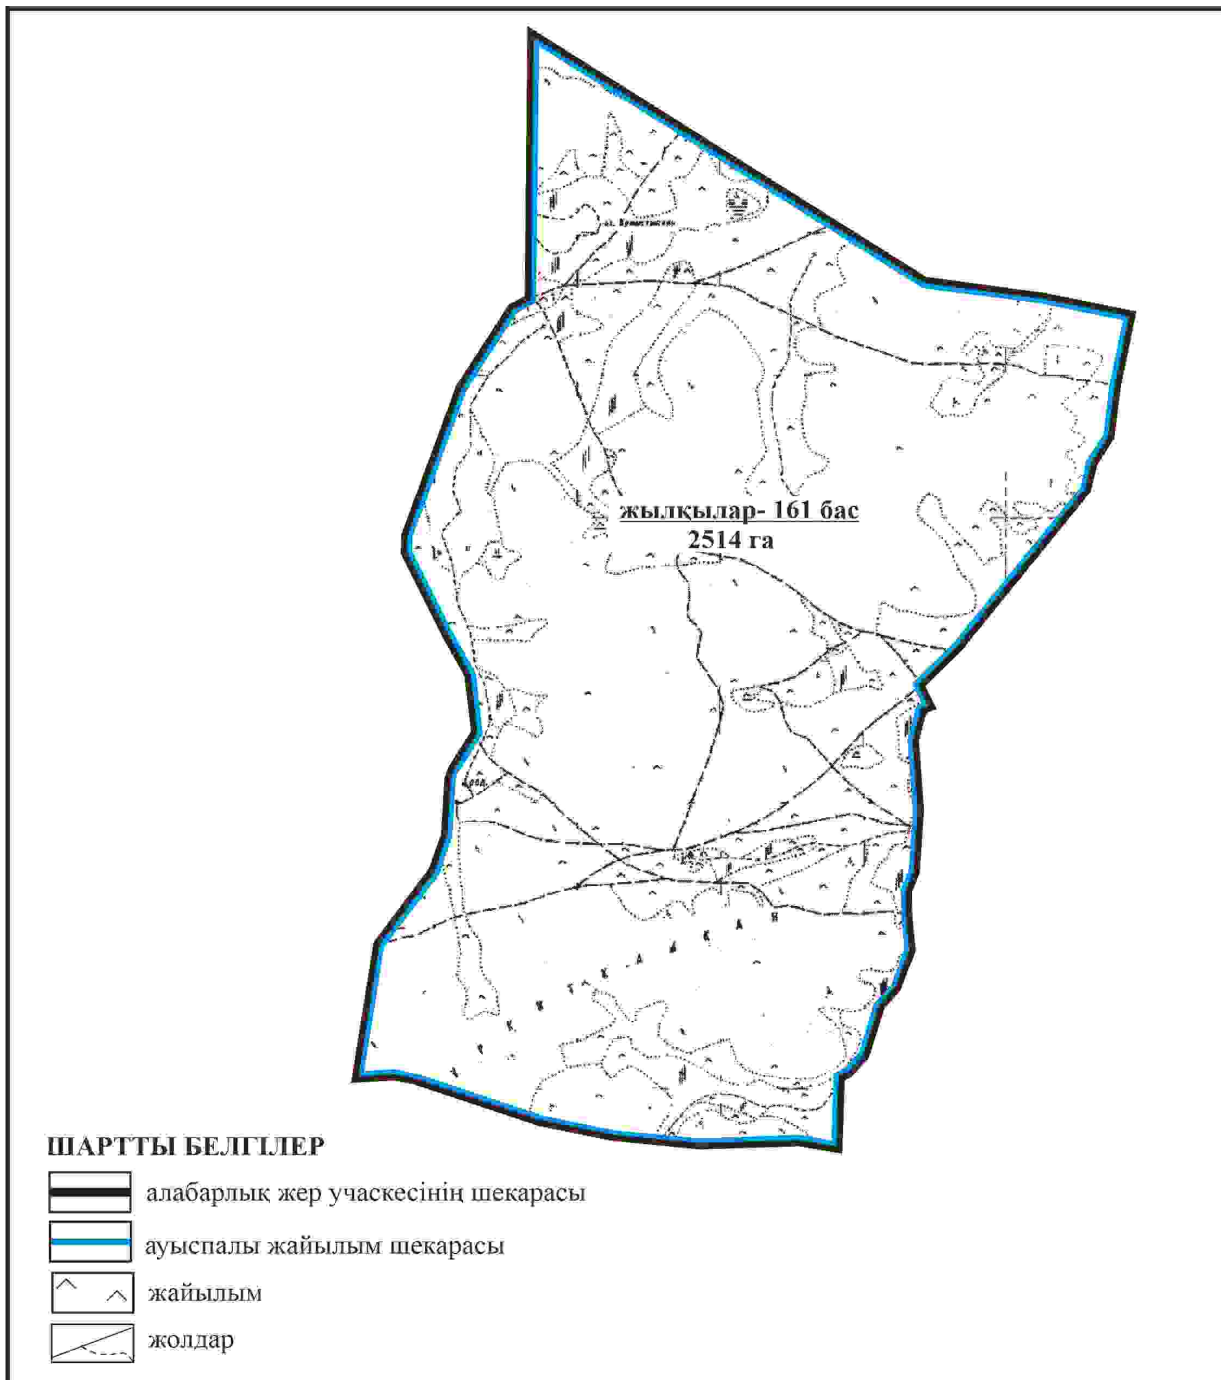 жылқылар- 161 бас
2514 га
ШАРТТЫ БЕЛГІЛЕР
алабарлық жер учаскесінің шекарасы
ауыспалы жайылым шекарасы
жайылым
жолдар